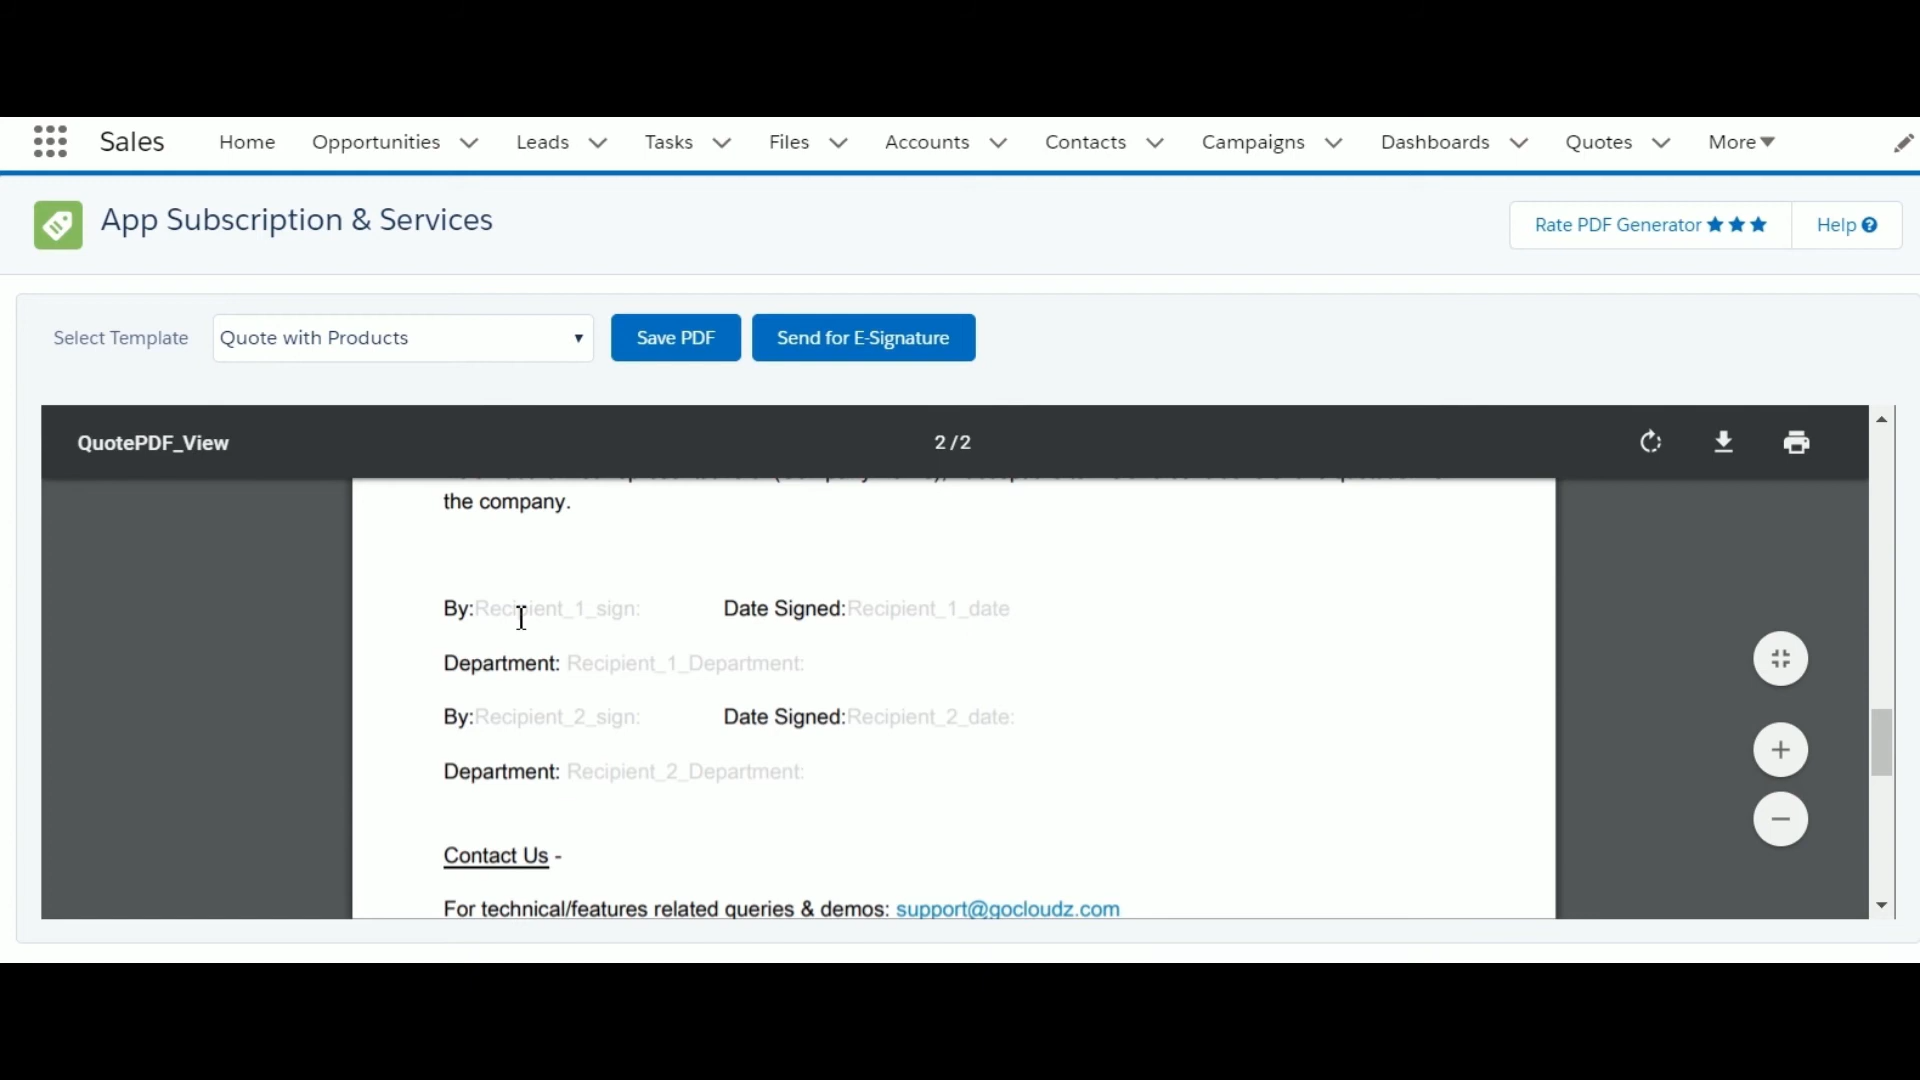 Sales Home Opportunities Leads Tasks Files Accounts Contacts Campaigns Dashboards Quotes More
App Subscription & Services
Rate PDF Generator Help
Select Template Quote with Products Save PDF Send for E-Signature
QuotePDF_View 2 / 2
the company.
By:Recipient_1_sign: Date Signed:Recipient_1_date
Department: Recipient_1_Department:
By:Recipient_2_sign: Date Signed:Recipient_2_date:
Department: Recipient_2_Department:
Contact Us -
For technical/features related queries & demos: support@gocloudz.com